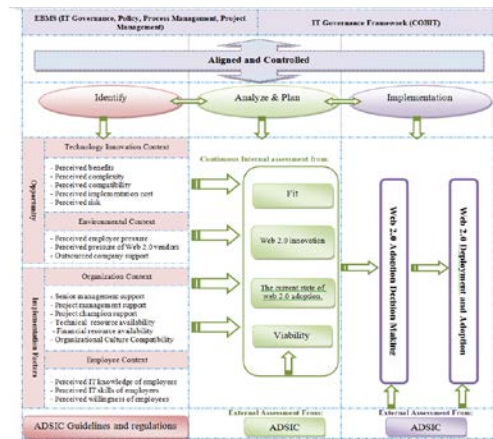 EBMS (IT Governance, Policy, Process Management, Project
Management)
IT Governance Framework (COBIT)
Aligned and Controlled
Identify
Analyze & Plan
Implementation
Opportunity
Technology Innovation Context
- Perceived benefits
- Perceived complexity
- Perceived compatibility
- Perceived implementation cost
- Perceived risk
Environmental Context
- Perceived employer pressure
- Perceived pressure of Web 2.0 vendors
- Outsourced company support
Implementation Factors
Organization Context
- Senior management support
- Project management support
- Project champion support
- Technical resource availability
- Financial resource availability
- Organizational Culture Compatibility
Employee Context
- Perceived IT knowledge of employees
- Perceived IT skills of employees
- Perceived willingness of employees
ADSIC Guidelines and regulations
Continuous Internal assessment from:
Fit
Web 2.0 innovation
The current state of
web 2.0 adoption.
Viability
External Assessment From:
ADSIC
Web 2.0 Adoption Decision Making
Web 2.0 Deployment and Adoption
External Assessment From:
ADSIC